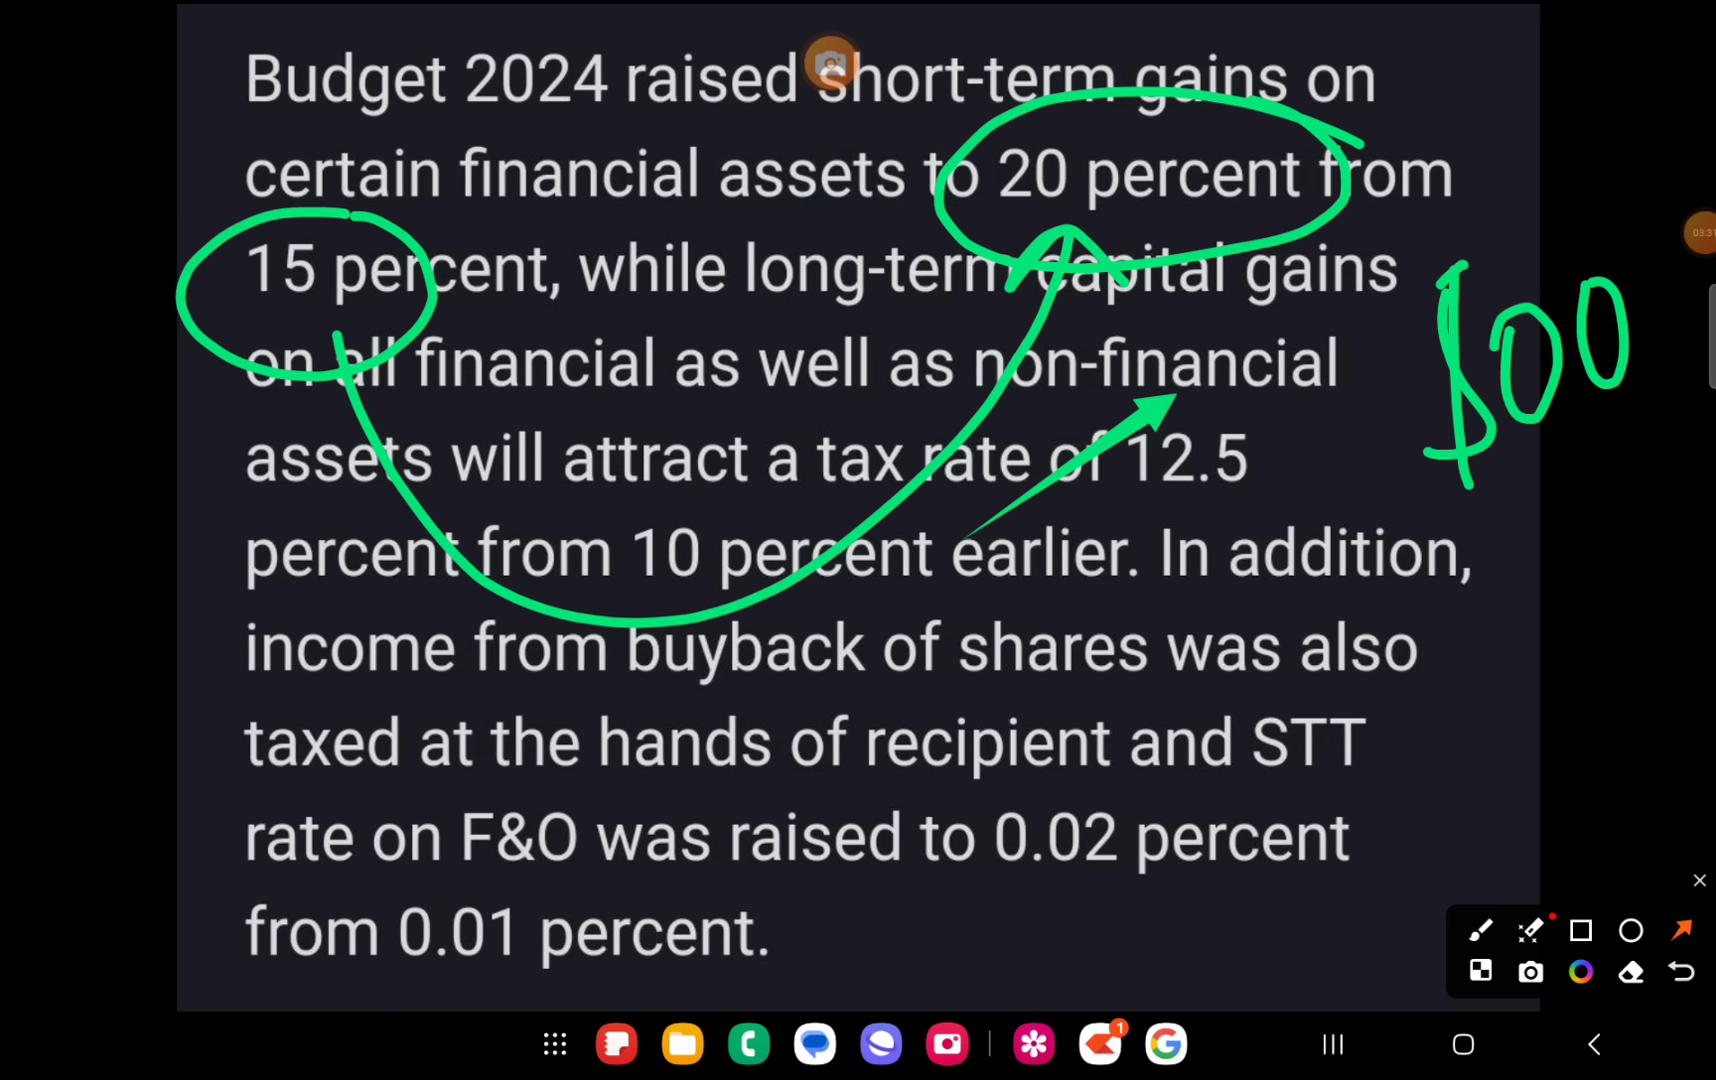 Budget 2024 raised short-term gains on
certain financial assets to 20 percent from
15 percent, while long-term capital gains
on all financial as well as non-financial
assets will attract a tax rate of 12.5
percent from 10 percent earlier. In addition,
income from buyback of shares was also
taxed at the hands of recipient and STT
rate on F&O was raised to 0.02 percent
from 0.01 percent.
$00
03:31
1